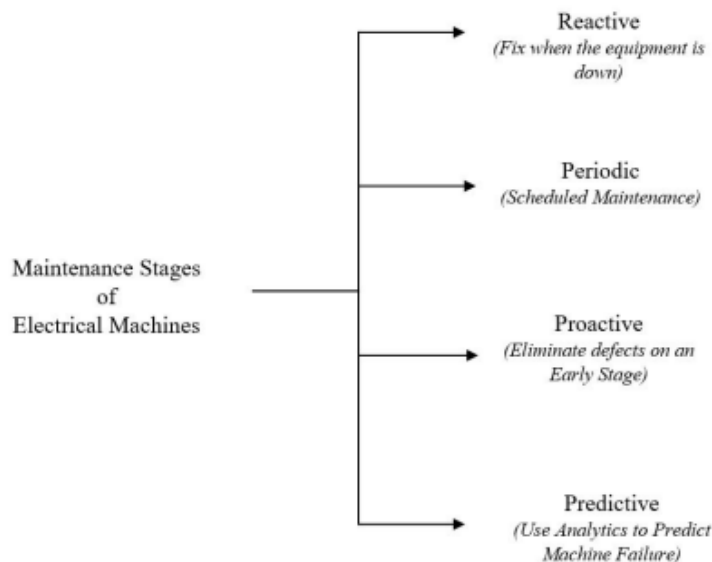 Reactive
(Fix when the equipment is
down)
Periodic
(Scheduled Maintenance)
Maintenance Stages
of
Electrical Machines
Proactive
(Eliminate defects on an
Early Stage)
Predictive
(Use Analytics to Predict
Machine Failure)